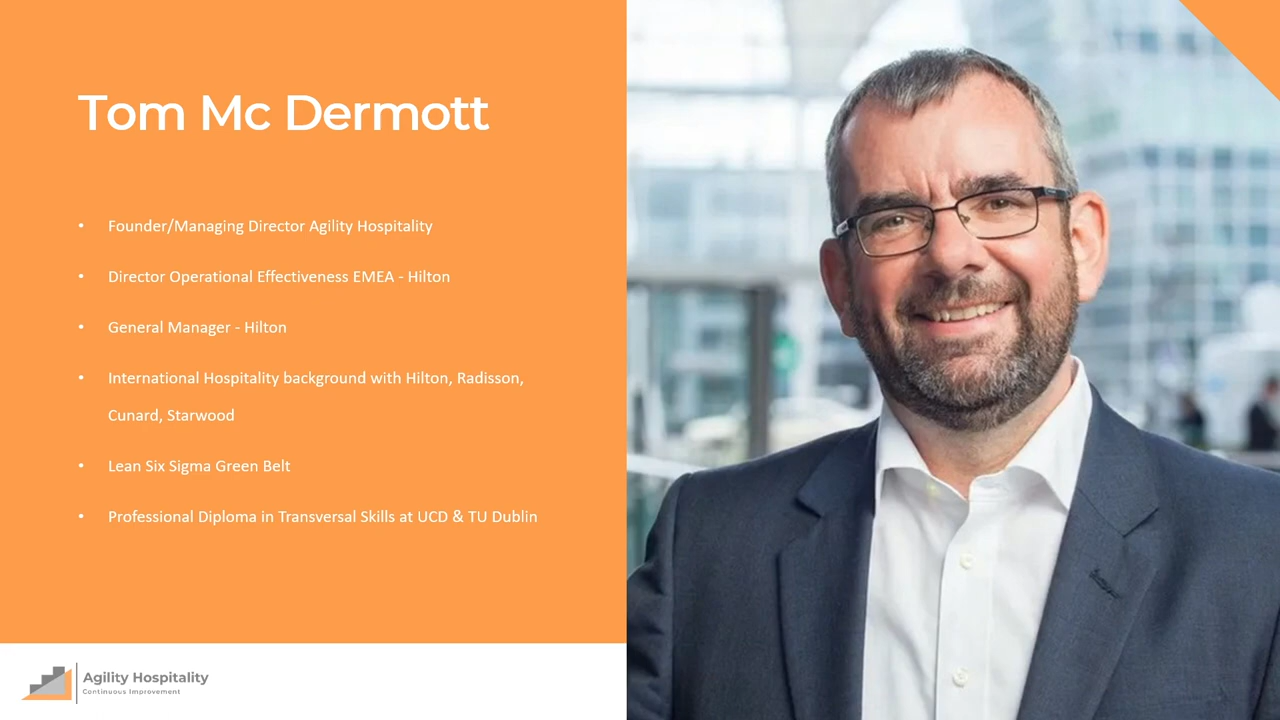 Tom Mc Dermott
• Founder/Managing Director Agility Hospitality
• Director Operational Effectiveness EMEA - Hilton
• General Manager - Hilton
• International Hospitality background with Hilton, Radisson,
Cunard, Starwood
• Lean Six Sigma Green Belt
• Professional Diploma in Transversal Skills at UCD & TU Dublin
Agility Hospitality
Continuous Improvement